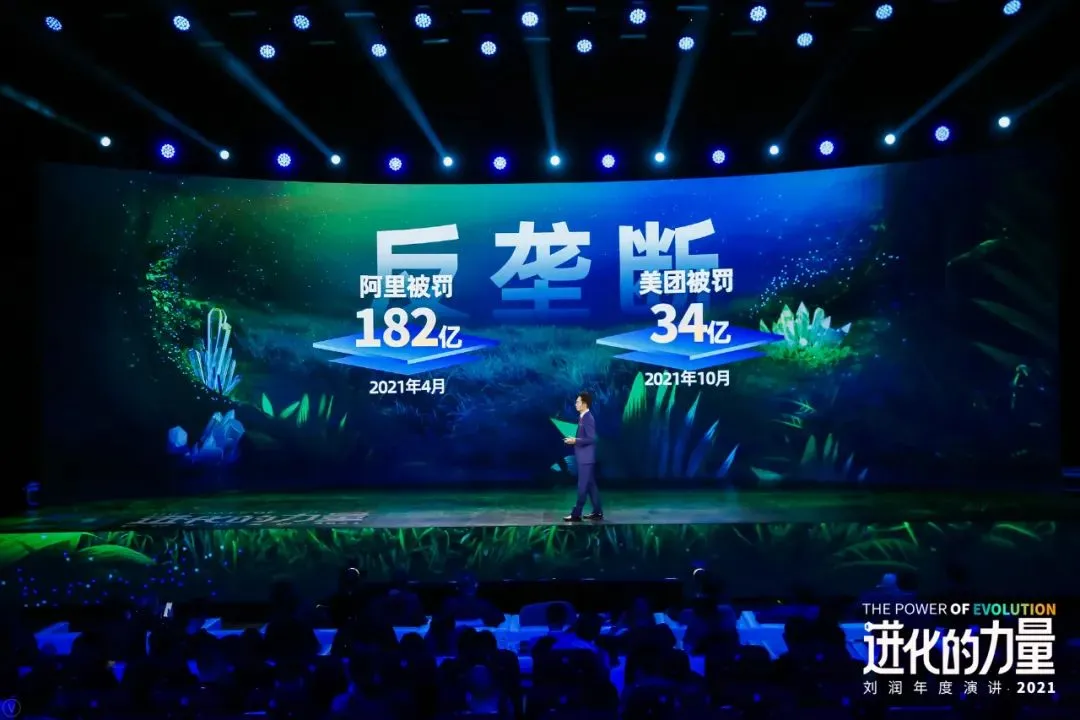 反垄断
阿里被罚
182亿
2021年4月
美团被罚
34亿
2021年10月
THE POWER OF EVOLUTION
进化的力量
刘润年度演讲·2021